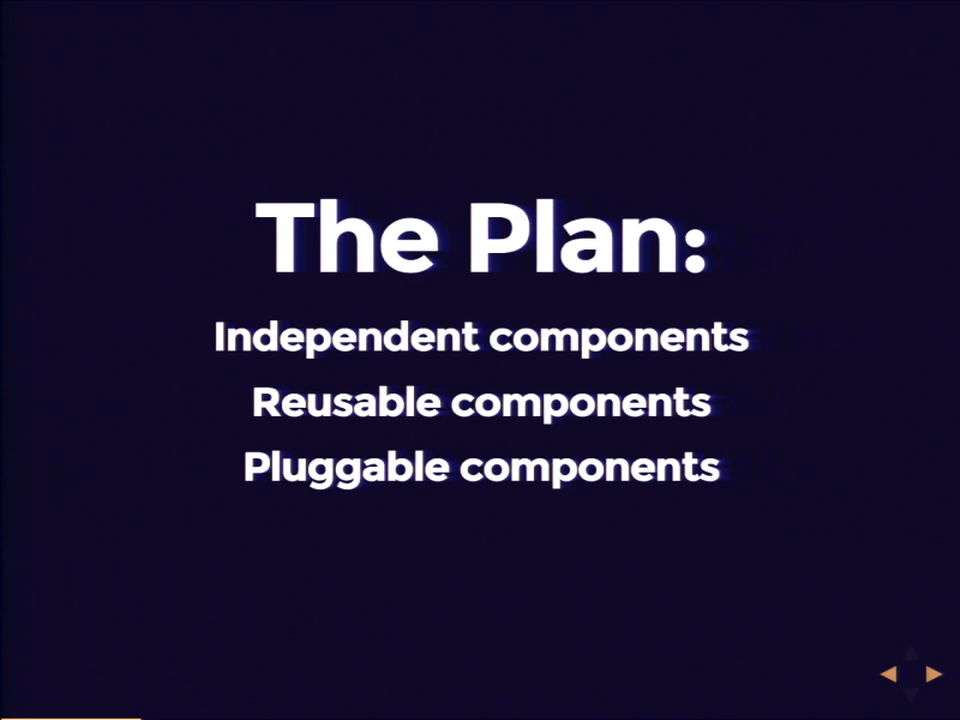 The Plan:
Independent components
Reusable components
Pluggable components